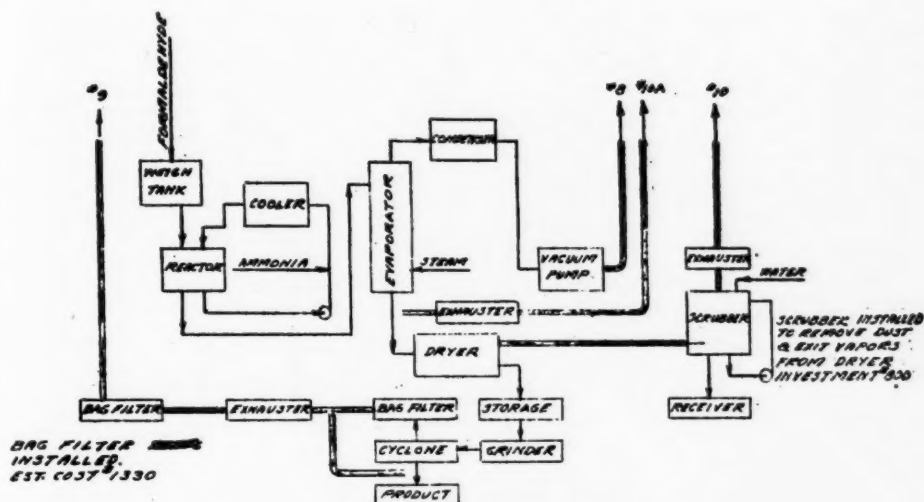 #9
FORMALDEHYDE
#8 #10A
#10
WEIGH
TANK
COOLER
CONDENSER
EVAPORATOR
REACTOR
AMMONIA
STEAM
VACUUM
PUMP
EXHAUSTER
WATER
SCRUBBER
SCRUBBER INSTALLED
TO REMOVE DUST
& EXIT VAPORS
FROM DRYER
INVESTMENT
EXHAUSTER
DRYER
RECEIVER
BAG FILTER
EXHAUSTER
BAG FILTER
STORAGE
CYCLONE
GRINDER
PRODUCT
BAG FILTER
INSTALLED.
EST. COST $1330